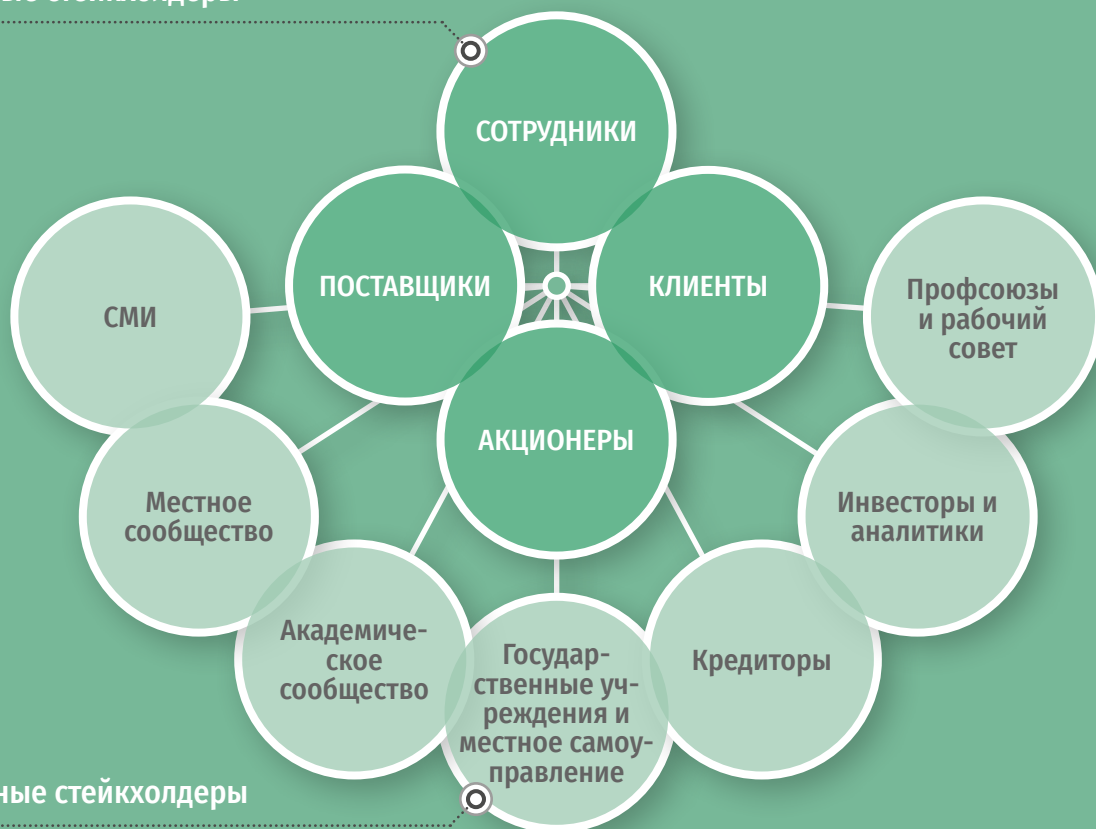 стейкхолдеры
СОТРУДНИКИ
ПОСТАВЩИКИ
КЛИЕНТЫ
АКЦИОНЕРЫ
СМИ
Профсоюзы
и рабочий
совет
Местное
сообщество
Инвесторы и
аналитики
Академиче-
ское
сообщество
Государ-
ственные уч-
реждения и
местное самоу-
правление
Кредиторы
ные стейкхолдеры